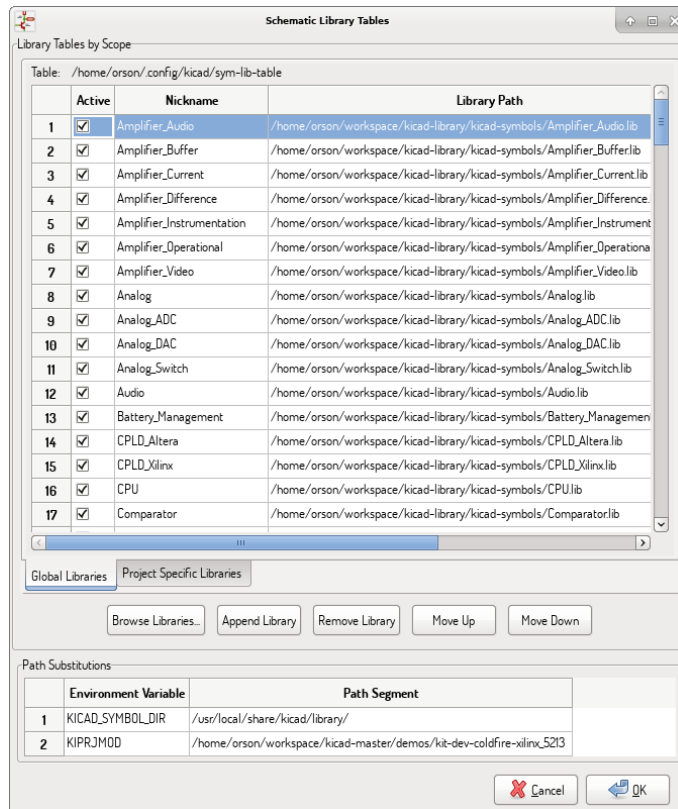 Schematic Library Tables
Library Tables by Scope
Table: /home/orson/.config/kicad/sym-lib-table
Active Nickname Library Path
1 Amplifier_Audio /home/orson/workspace/kicad-library/kicad-symbols/Amplifier_Audio.lib
2 Amplifier_Buffer /home/orson/workspace/kicad-library/kicad-symbols/Amplifier_Buffer.lib
3 Amplifier_Current /home/orson/workspace/kicad-library/kicad-symbols/Amplifier_Current.lib
4 Amplifier_Difference /home/orson/workspace/kicad-library/kicad-symbols/Amplifier_Difference.
5 Amplifier_Instrumentation /home/orson/workspace/kicad-library/kicad-symbols/Amplifier_Instrument
6 Amplifier_Operational /home/orson/workspace/kicad-library/kicad-symbols/Amplifier_Operationa
7 Amplifier_Video /home/orson/workspace/kicad-library/kicad-symbols/Amplifier_Video.lib
8 Analog /home/orson/workspace/kicad-library/kicad-symbols/Analog.lib
9 Analog_ADC /home/orson/workspace/kicad-library/kicad-symbols/Analog_ADC.lib
10 Analog_DAC /home/orson/workspace/kicad-library/kicad-symbols/Analog_DAC.lib
11 Analog_Switch /home/orson/workspace/kicad-library/kicad-symbols/Analog_Switch.lib
12 Audio /home/orson/workspace/kicad-library/kicad-symbols/Audio.lib
13 Battery_Management /home/orson/workspace/kicad-library/kicad-symbols/Battery_Managemen
14 CPLD_Altera /home/orson/workspace/kicad-library/kicad-symbols/CPLD_Altera.lib
15 CPLD_Xilinx /home/orson/workspace/kicad-library/kicad-symbols/CPLD_Xilinx.lib
16 CPU /home/orson/workspace/kicad-library/kicad-symbols/CPU.lib
17 Comparator /home/orson/workspace/kicad-library/kicad-symbols/Comparator.lib
Global Libraries Project Specific Libraries
Browse Libraries... Append Library Remove Library Move Up Move Down
Path Substitutions
Environment Variable Path Segment
1 KICAD_SYMBOL_DIR /usr/local/share/kicad/library/
2 KIPRJMOD /home/orson/workspace/kicad-master/demos/kit-dev-coldfire-xilinx_5213
Cancel OK